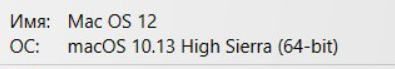 Имя: Mac OS 12
ОС: macOS 10.13 High Sierra (64-bit)